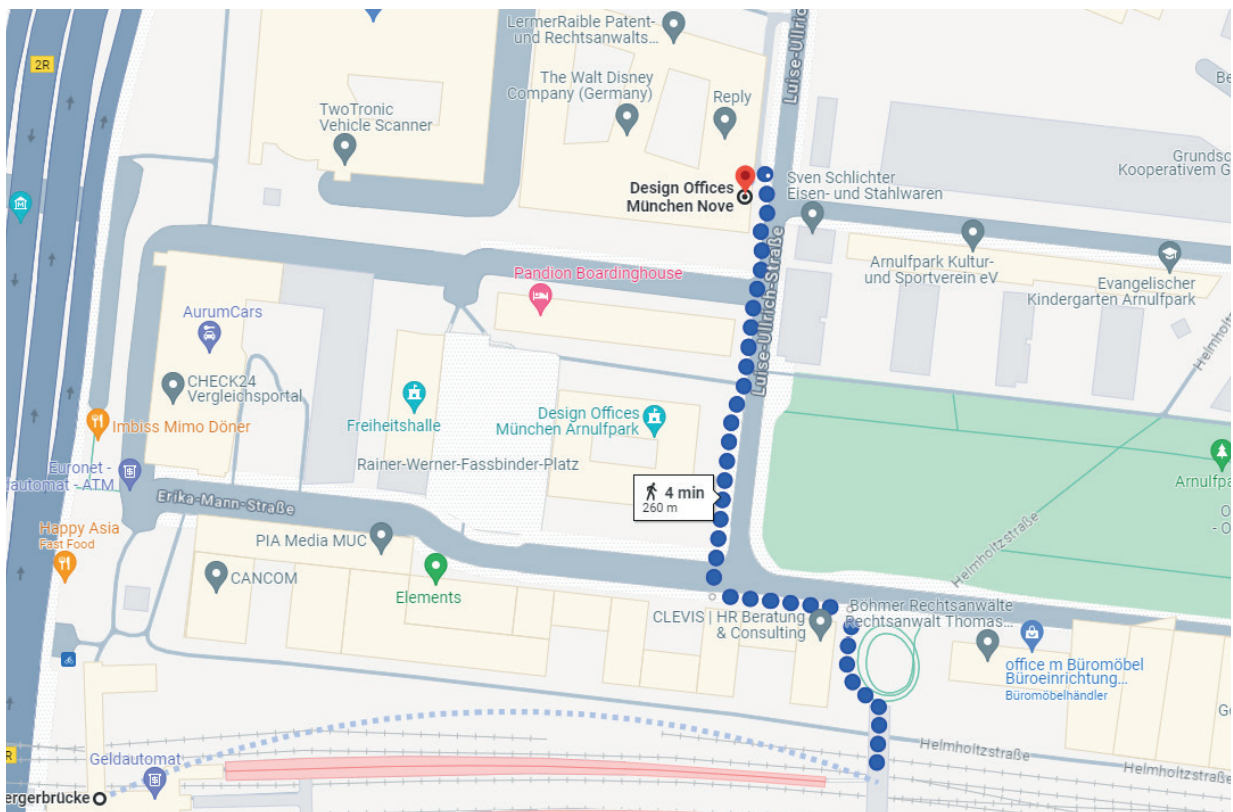 LermerRaible Patent-
und Rechtsanwalts...
2R
The Walt Disney
Company (Germany)
Reply
Luise-Ullrich-
TwoTronic
Vehicle Scanner
Design Offices
München Nove
Sven Schlichter
Eisen- und Stahlwaren
Grundsc
Kooperativem G
Be
Arnulfpark Kultur-
und Sportverein eV
Evangelischer
Kindergarten Arnulfpark
Pandion Boardinghouse
Luise-Ullrich-Straße
AurumCars
Helmholtz
CHECK24
Vergleichsportal
Freiheitshalle
Design Offices
München Arnulfpark
Imbiss Mimo Döner
Rainer-Werner-Fassbinder-Platz
Euronet -
rautomat - ATM
Erika-Mann-Straße
4 min
260 m
Arnulfpa
O
- O
Happy Asia
Fast Food
PIA Media MUC
CANCOM
Elements
Helmholtzstraße
CLEVIS | HR Beratung
& Consulting
Böhmer Rechtsanwälte
Rechtsanwalt Thomas...
office m Büromöbel
Büroeinrichtung...
Büromöbelhändler
Go
Helmholtzstraße
Helmholtzstraße
R
Geldautomat
ergerbrücke